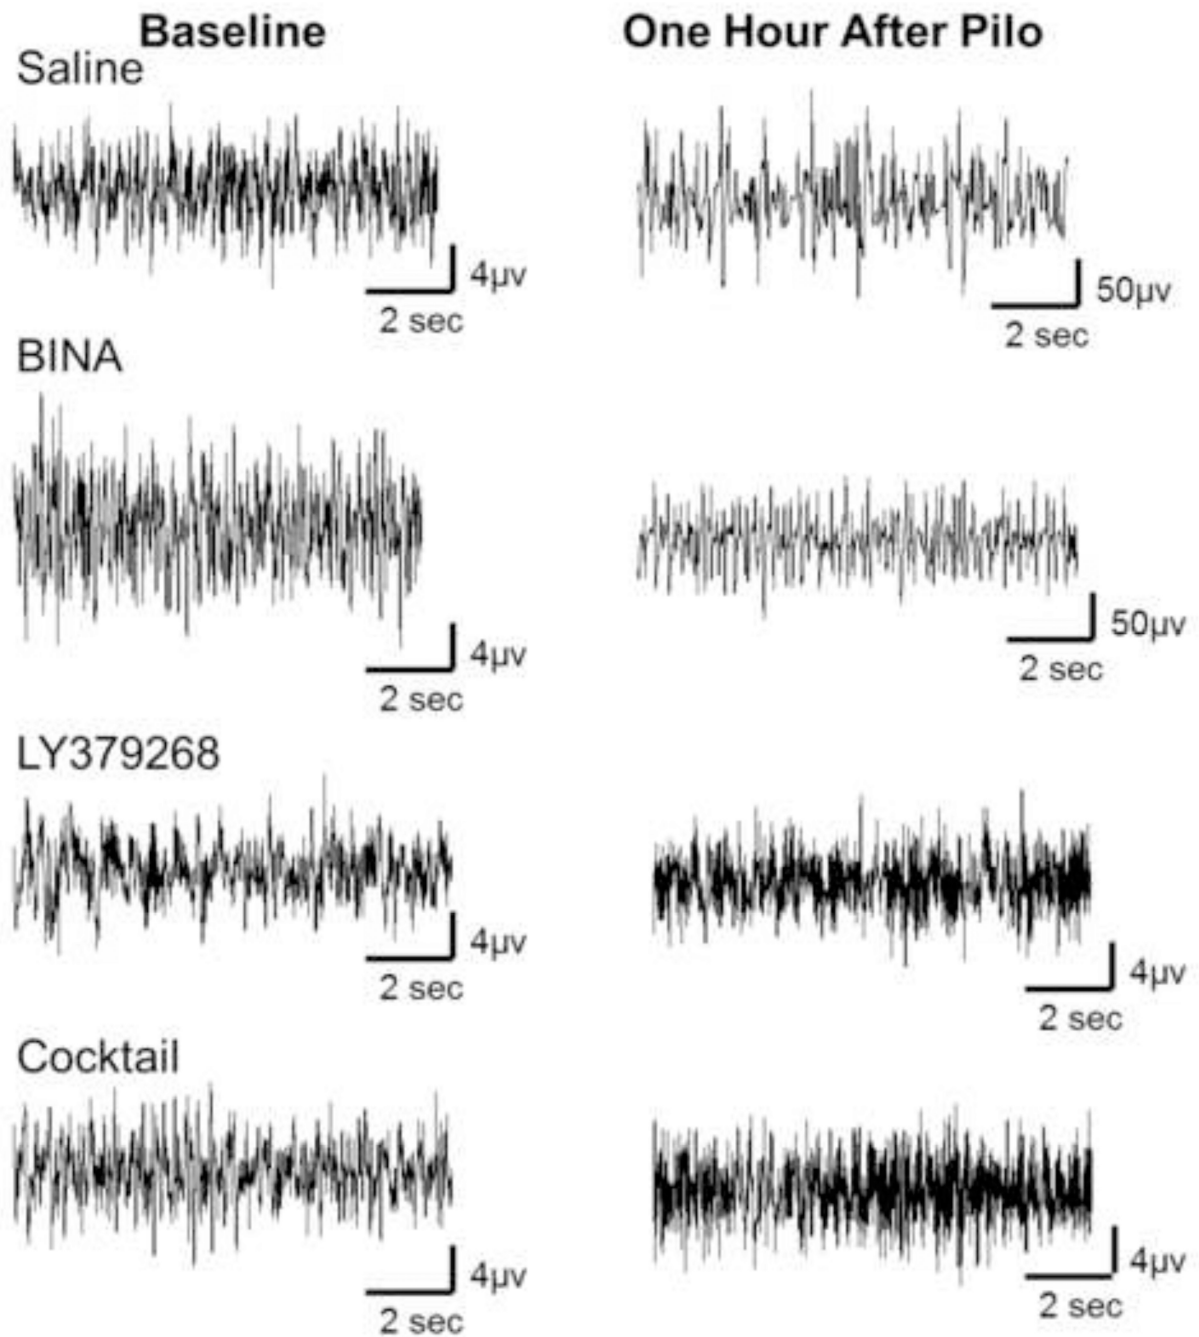 Baseline
One Hour After Pilo
Saline
4µv
2 sec
50µv
2 sec
BINA
4µv
2 sec
50µv
2 sec
LY379268
4µv
2 sec
4µv
2 sec
Cocktail
4µv
2 sec
4µv
2 sec